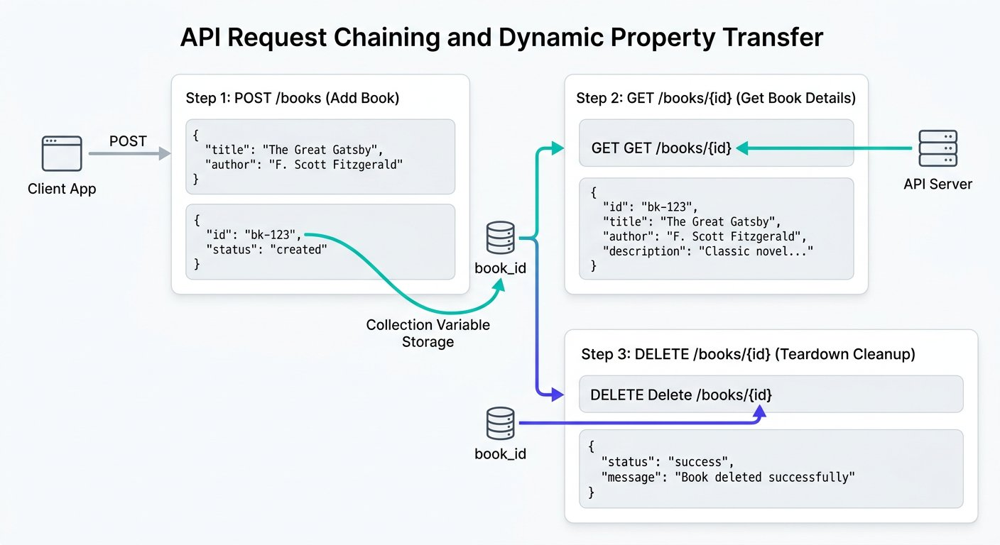 API Request Chaining and Dynamic Property Transfer
Client App
POST
Step 1: POST /books (Add Book)
{
"title": "The Great Gatsby",
"author": "F. Scott Fitzgerald"
}
{
"id": "bk-123",
"status": "created"
}
Collection Variable
Storage
book_id
Step 2: GET /books/{id} (Get Book Details)
GET GET /books/{id}
{
"id": "bk-123",
"title": "The Great Gatsby",
"author": "F. Scott Fitzgerald",
"description": "Classic novel..."
}
API Server
Step 3: DELETE /books/{id} (Teardown Cleanup)
DELETE Delete /books/{id}
book_id
{
"status": "success",
"message": "Book deleted successfully"
}